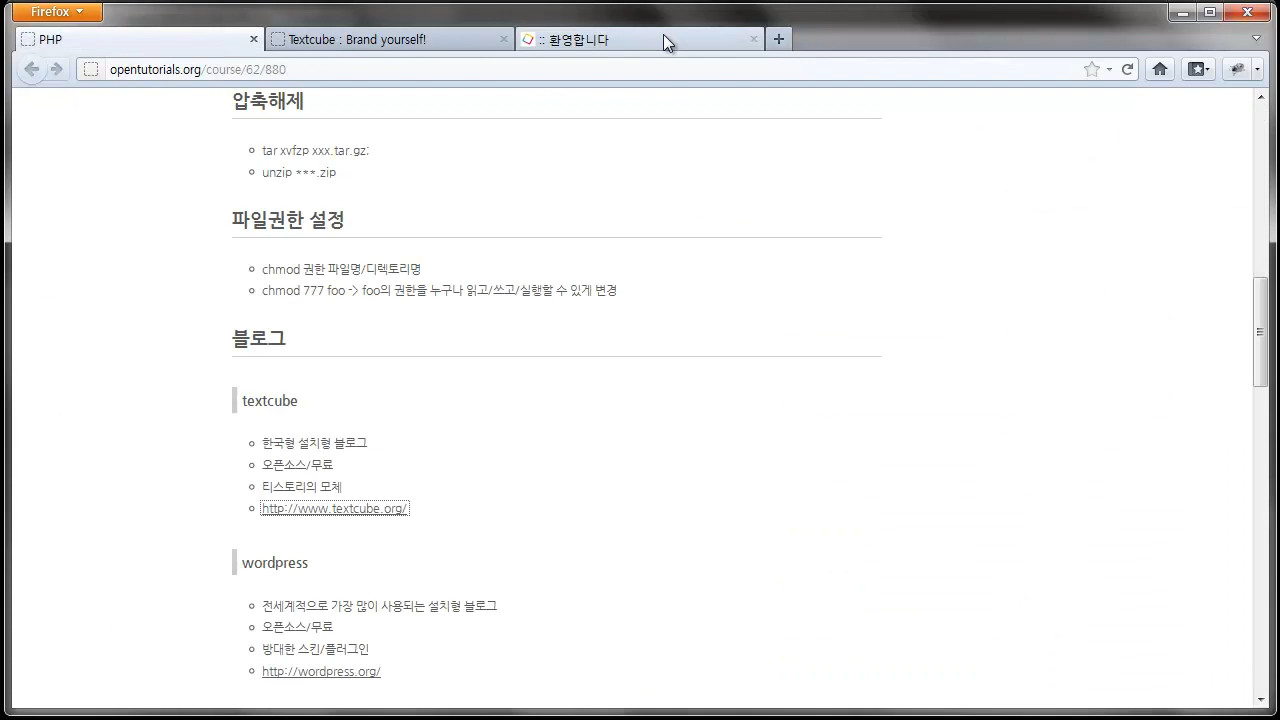 Firefox
PHP
Textcube : Brand yourself!
:: 환영합니다
opentutorials.org/course/62/880
압축해제
tar xvfzp xxx.tar.gz:
unzip ***.zip
파일권한 설정
chmod 권한 파일명/디렉토리명
chmod 777 foo -> foo의 권한을 누구나 읽고/쓰고/실행할 수 있게 변경
블로그
textcube
한국형 설치형 블로그
오픈소스/무료
티스토리의 모체
http://www.textcube.org/
wordpress
전세계적으로 가장 많이 사용되는 설치형 블로그
오픈소스/무료
방대한 스킨/플러그인
http://wordpress.org/